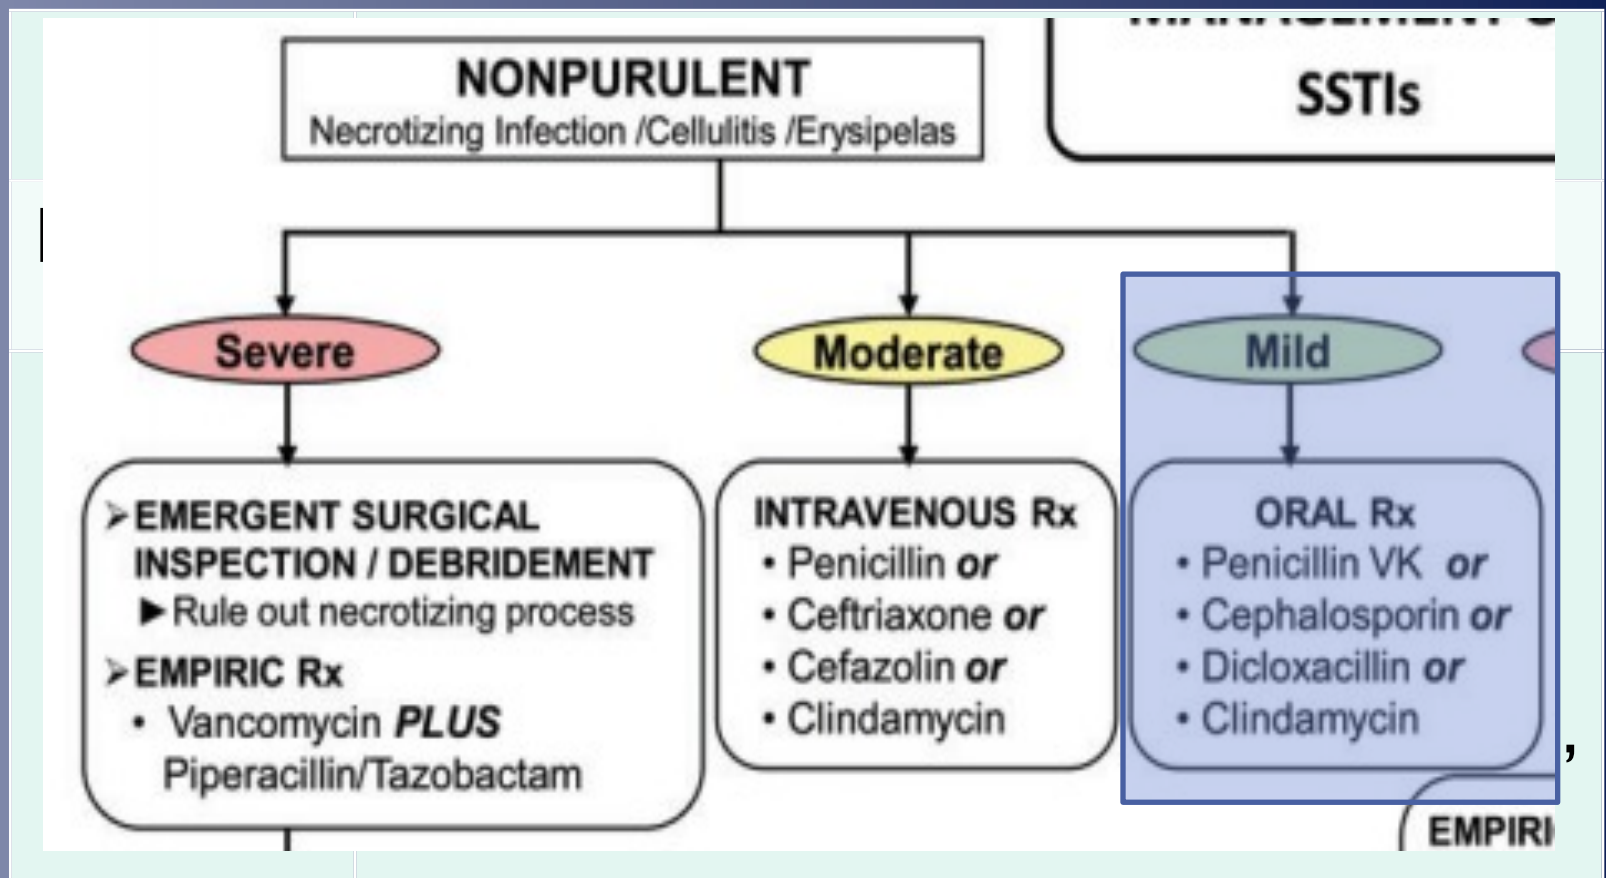 NONPURULENT
Necrotizing Infection /Cellulitis /Erysipelas
SSTIs
Severe
Moderate
Mild
➢EMERGENT SURGICAL
INSPECTION / DEBRIDEMENT
►Rule out necrotizing process
➢EMPIRIC Rx
• Vancomycin PLUS
Piperacillin/Tazobactam
INTRAVENOUS Rx
• Penicillin or
• Ceftriaxone or
• Cefazolin or
• Clindamycin
ORAL Rx
• Penicillin VK or
• Cephalosporin or
• Dicloxacillin or
• Clindamycin
,